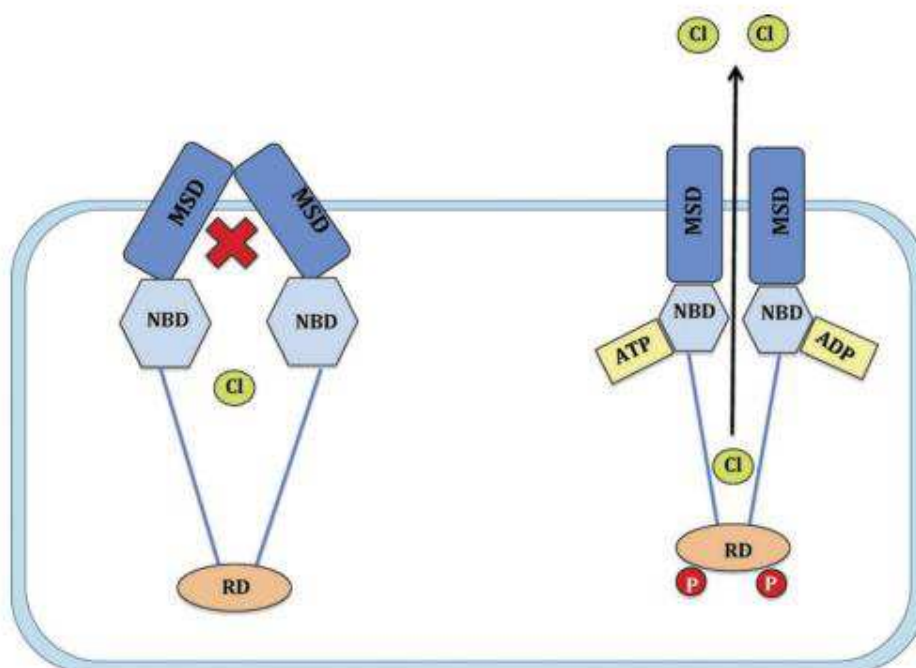 Cl Cl
MSD MSD MSD MSD
NBD NBD NBD NBD
ATP ADP
Cl
Cl
RD RD
P P